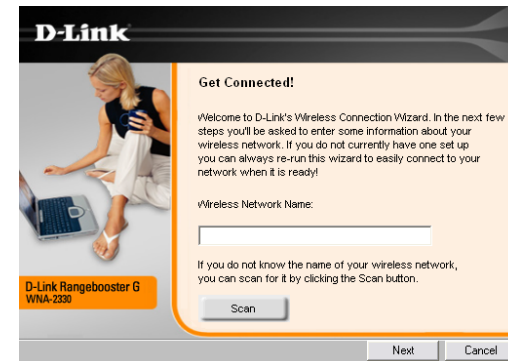 D-Link
Get Connected!
Welcome to D-Link's Wireless Connection Wizard. In the next few
steps you'll be asked to enter some information about your
wireless network. If you do not currently have one set up
you can always re-run this wizard to easily connect to your
network when it is ready!
Wireless Network Name:
If you do not know the name of your wireless network,
you can scan for it by clicking the Scan button.
Scan
D-Link Rangebooster G
WNA-2330
Next Cancel